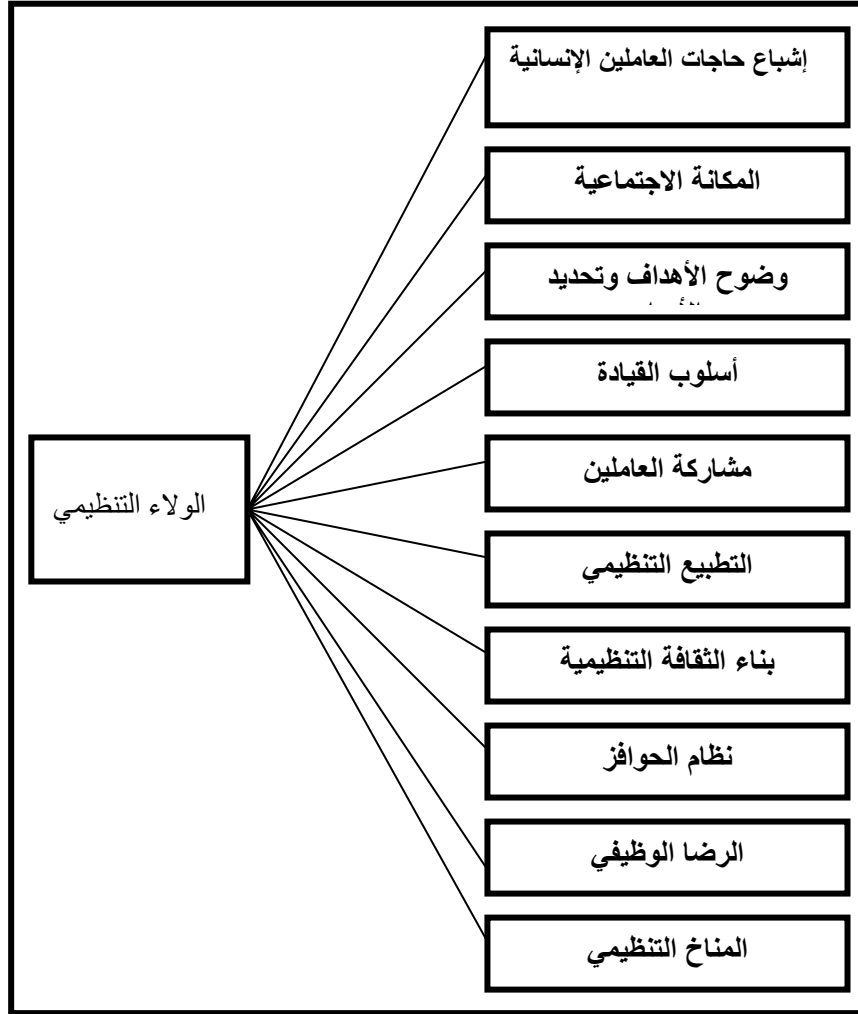 إشباع حاجات العاملين الإنسانية
المكانة الاجتماعية
وضوح الأهداف وتحديد
أسلوب القيادة
مشاركة العاملين
التطبيع التنظيمي
بناء الثقافة التنظيمية
نظام الحوافز
الرضا الوظيفي
المناخ التنظيمي
الولاء التنظيمي